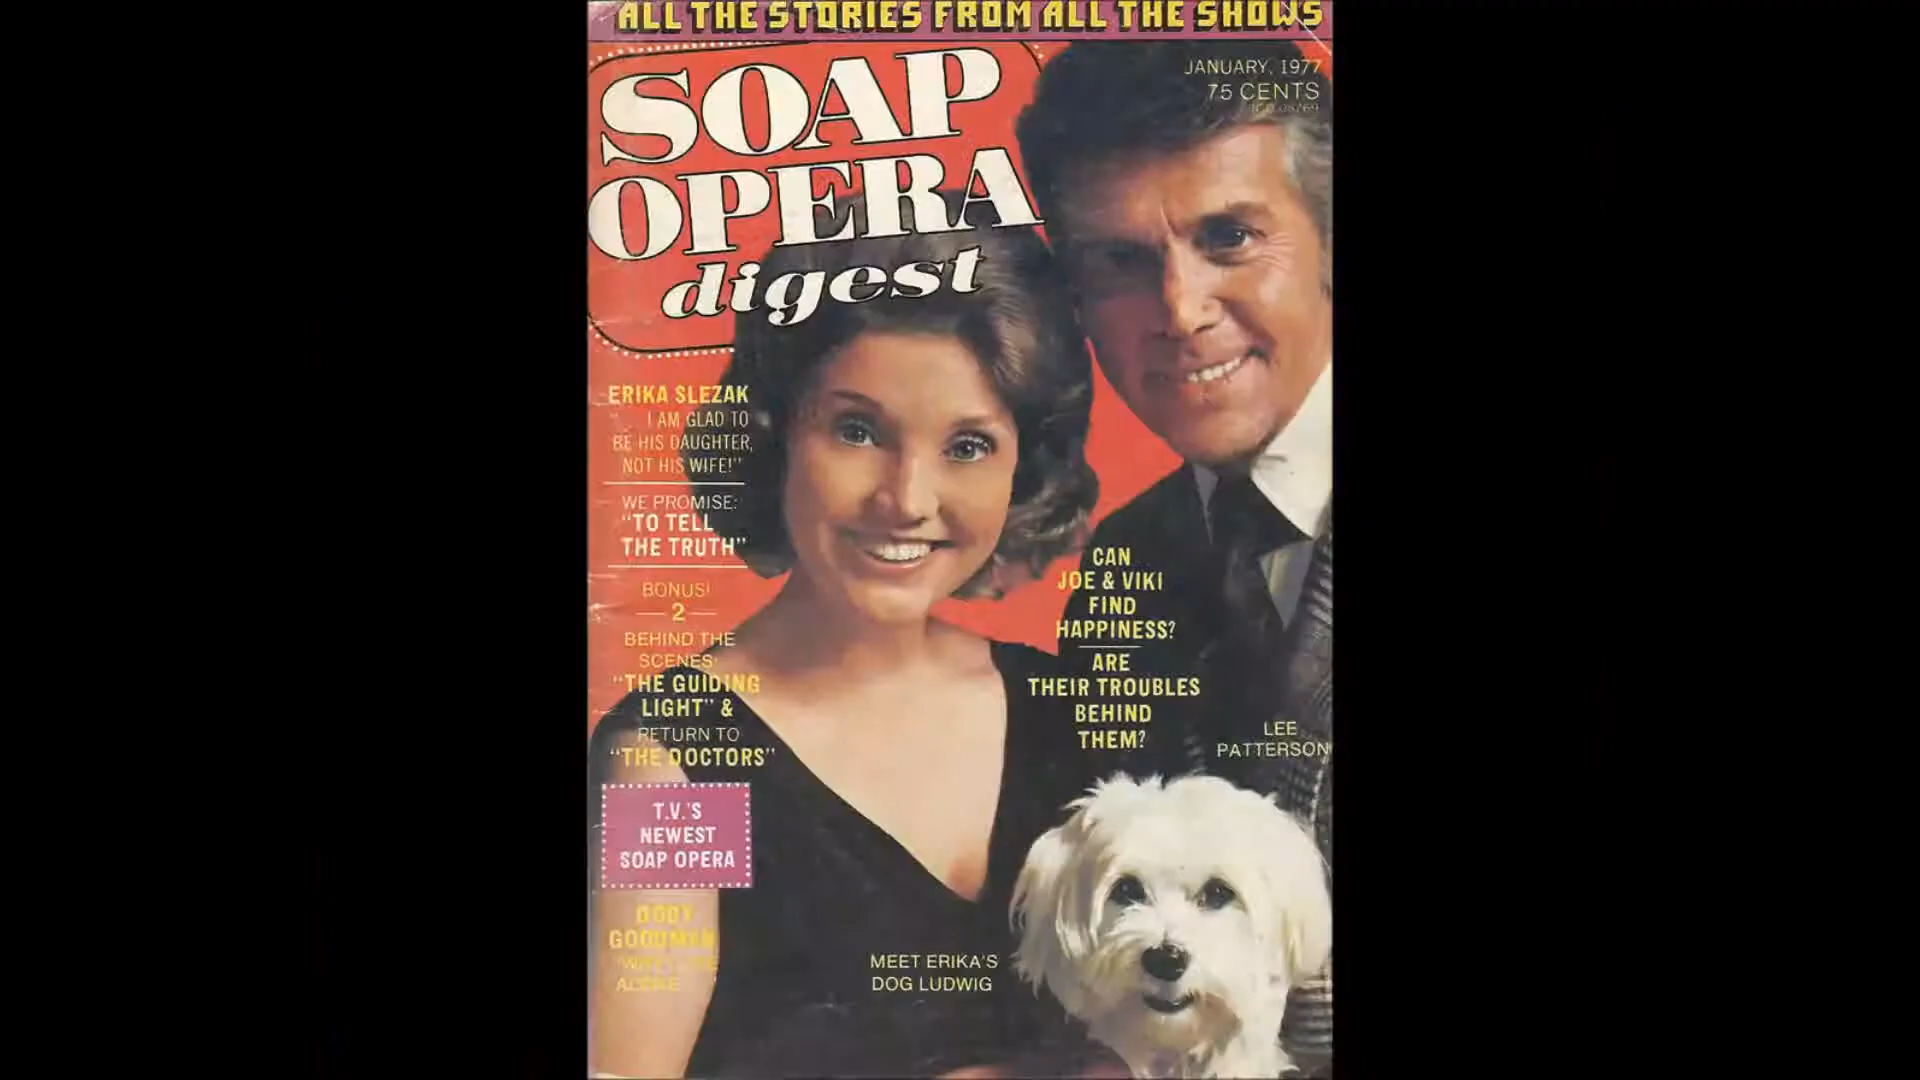 ALL THE STORIES FROM ALL THE SHOWS
JANUARY, 1977
75 CENTS
SOAP
OPERA
digest
ERIKA SLEZAK
"I AM GLAD TO
BE HIS DAUGHTER,
NOT HIS WIFE!"
WE PROMISE:
"TO TELL
THE TRUTH"
BONUS!
2
BEHIND THE
SCENES:
"THE GUIDING
LIGHT" &
RETURN TO
"THE DOCTORS"
T.V.'S
NEWEST
SOAP OPERA
DODY
GOODMAN
CAN
JOE & VIKI
FIND
HAPPINESS?
ARE
THEIR TROUBLES
BEHIND
THEM?
LEE
PATTERSON
MEET ERIKA'S
DOG LUDWIG